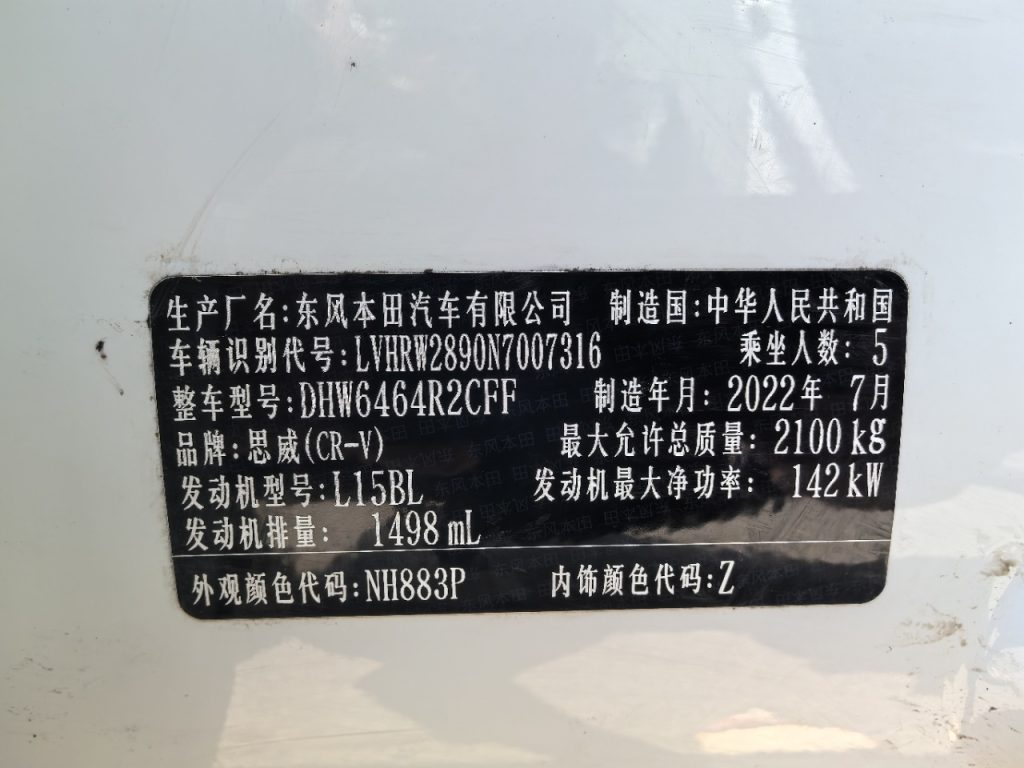 生产厂名:东风本田汽车有限公司 制造国:中华人民共和国
车辆识别代号:LVHRW2890N7007316 乘坐人数:5
整车型号:DHW6464R2CFF 制造年月:2022年 7月
品牌:思威(CR-V) 最大允许总质量:2100kg
发动机型号:L15BL 发动机最大净功率:142kW
发动机排量: 1498mL
外观颜色代码:NH883P 内饰颜色代码:Z